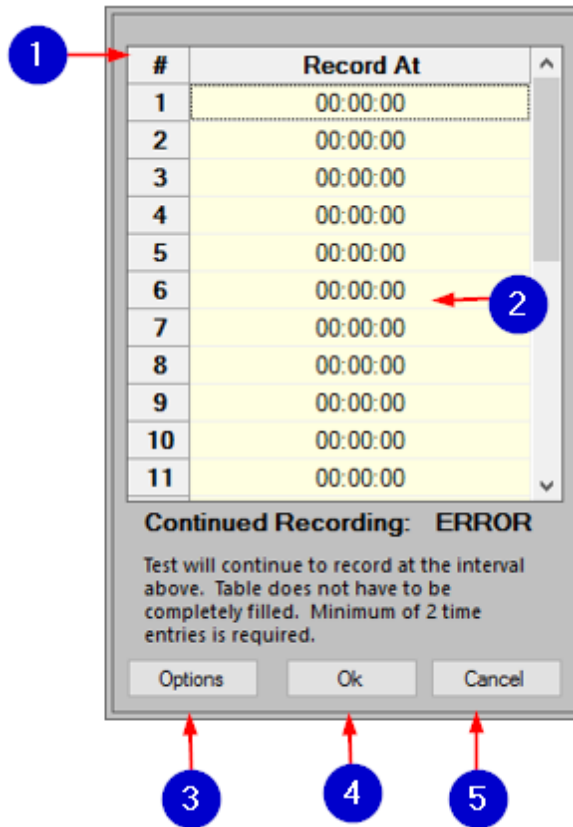 1
# Record At
1 00:00:00
2 00:00:00
3 00:00:00
4 00:00:00
5 00:00:00
6 00:00:00
2
7 00:00:00
8 00:00:00
9 00:00:00
10 00:00:00
11 00:00:00
Continued Recording: ERROR
Test will continue to record at the interval
above. Table does not have to be
completely filled. Minimum of 2 time
entries is required.
Options Ok Cancel
3 4 5